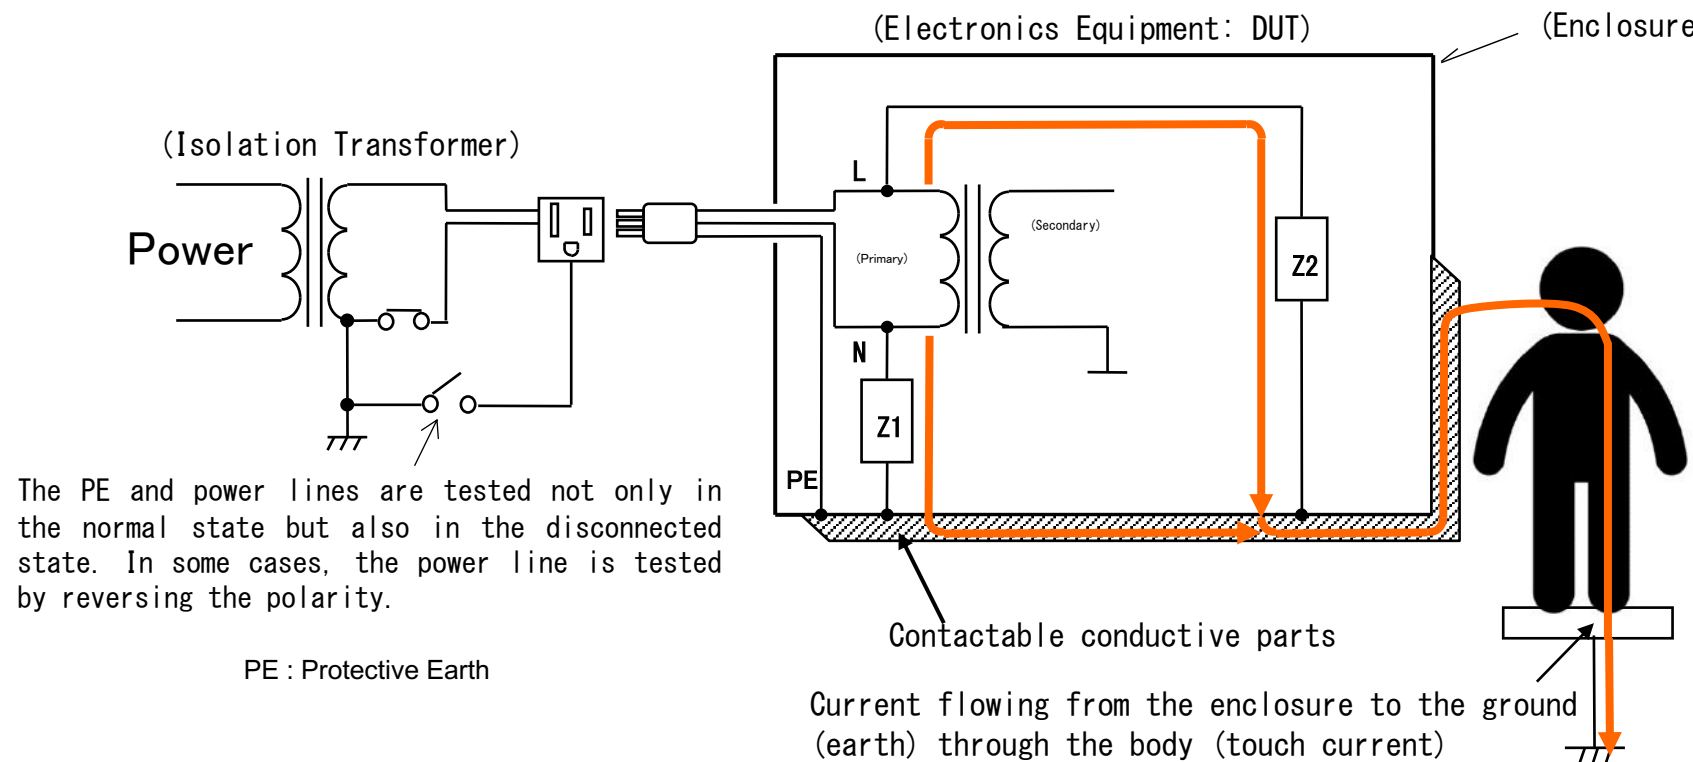 (Electronics Equipment: DUT)
(Enclosure
(Isolation Transformer)
Power
L
(Primary)
(Secondary)
N
Z1
Z2
PE
The PE and power lines are tested not only in
the normal state but also in the disconnected
state. In some cases, the power line is tested
by reversing the polarity.
PE : Protective Earth
Contactable conductive parts
Current flowing from the enclosure to the ground
(earth) through the body (touch current)